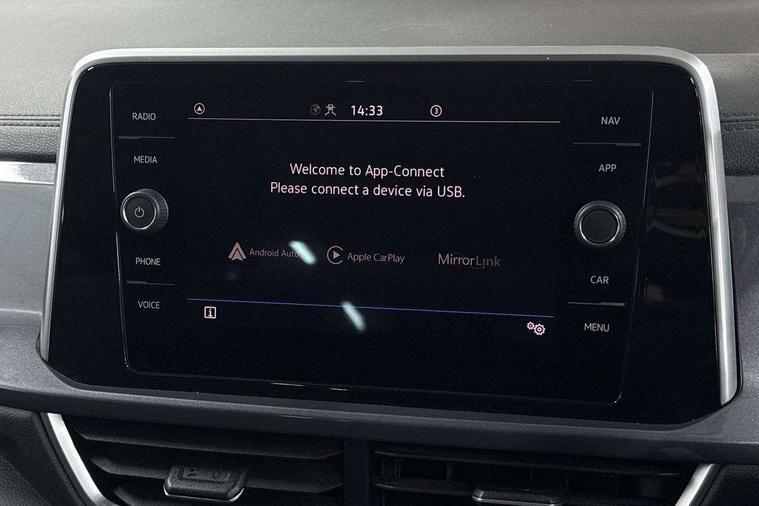 RADIO
MEDIA
PHONE
VOICE
14:33
3
Welcome to App-Connect
Please connect a device via USB.
Android Auto
Apple CarPlay
MirrorLink
i
NAV
APP
CAR
MENU